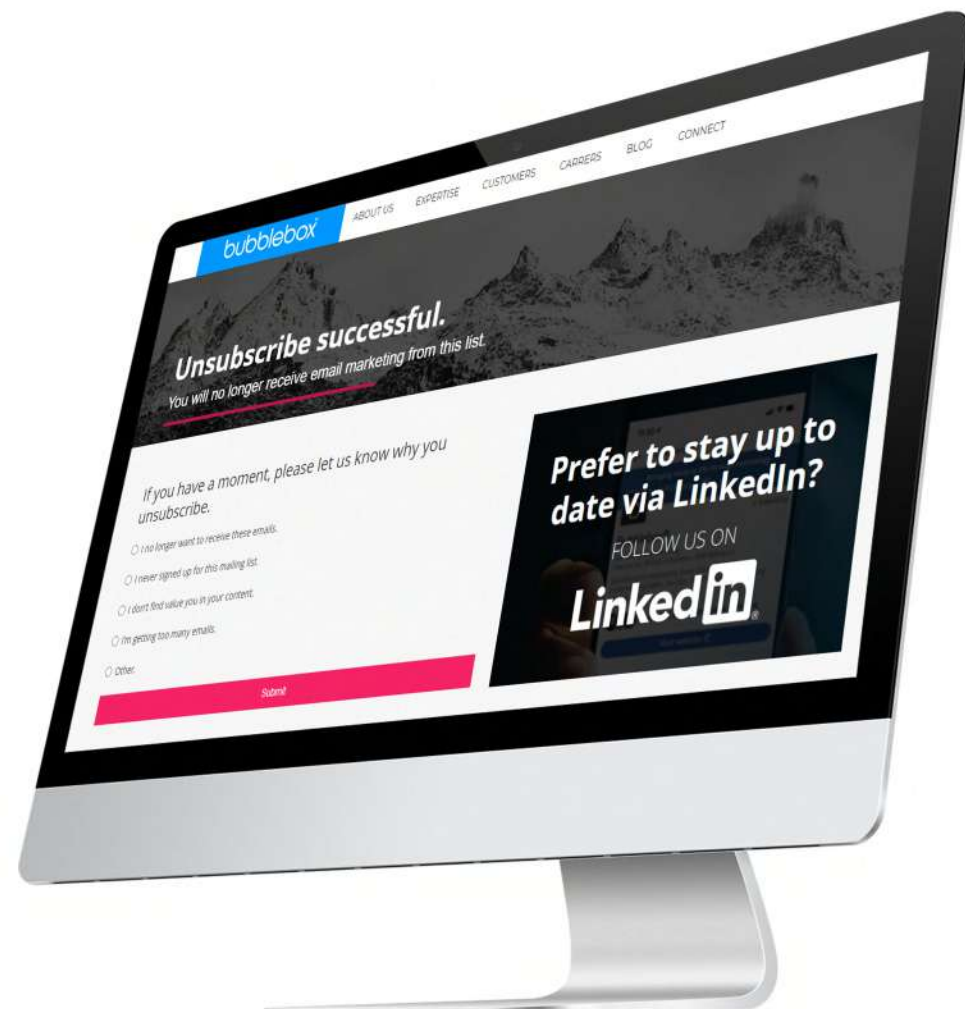 bubblebox
ABOUT US
EXPERTISE
CUSTOMERS
CARRERS
BLOG
CONNECT
Unsubscribe successful.
You will no longer receive email marketing from this list.
If you have a moment, please let us know why you
unsubscribe.
I no longer want to receive these emails.
I never signed up for this mailing list.
I don't find value you in your content.
I'm getting too many emails.
Other.
Submit
Prefer to stay up to
date via LinkedIn?
FOLLOW US ON
Linked in®